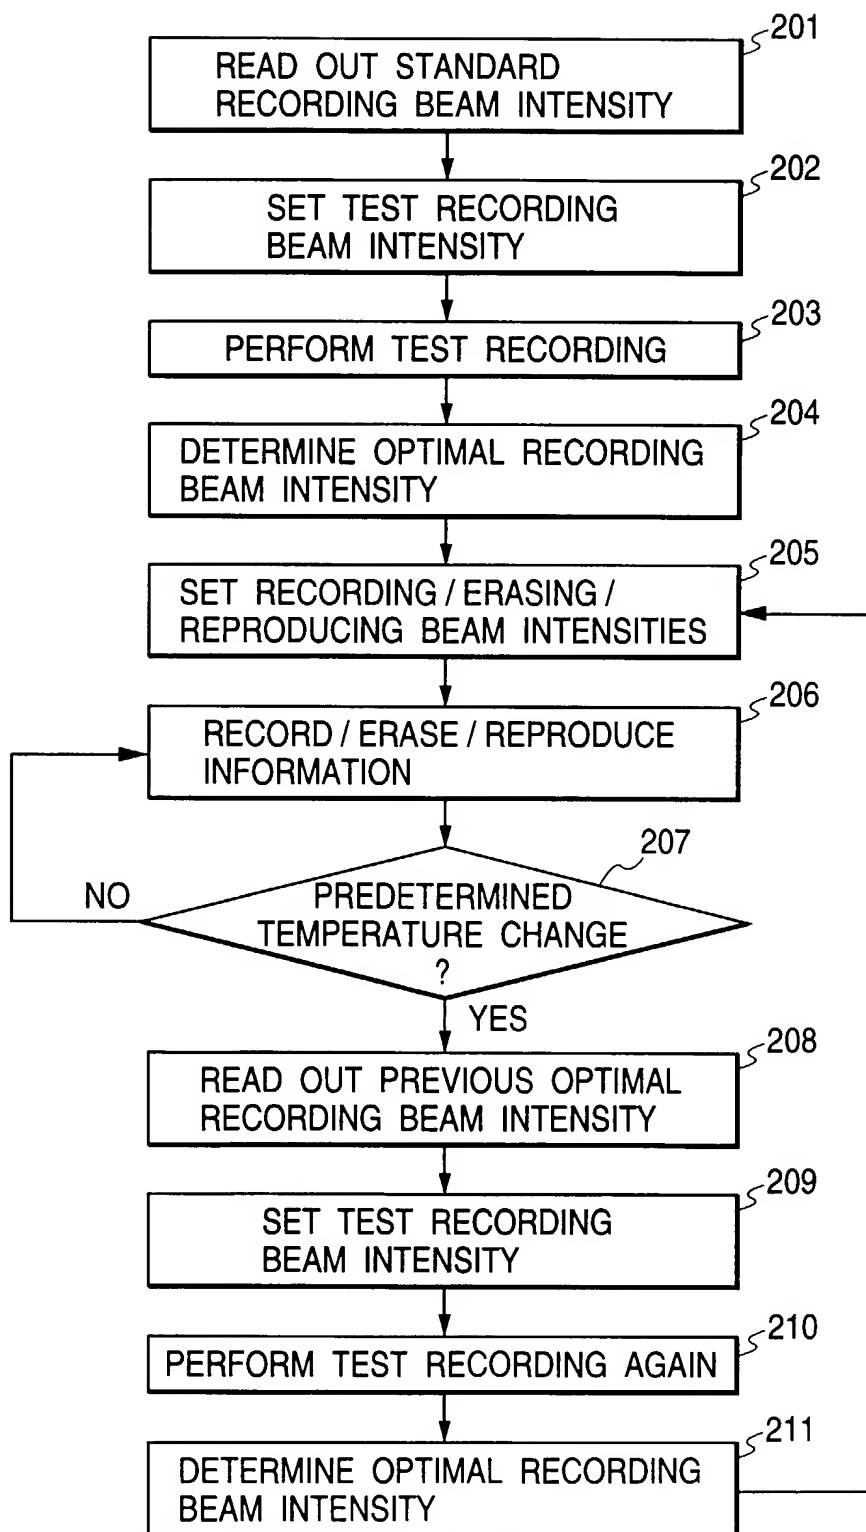 201
READ OUT STANDARD
RECORDING BEAM INTENSITY
202
SET TEST RECORDING
BEAM INTENSITY
203
PERFORM TEST RECORDING
204
DETERMINE OPTIMAL RECORDING
BEAM INTENSITY
205
SET RECORDING / ERASING /
REPRODUCING BEAM INTENSITIES
206
RECORD / ERASE / REPRODUCE
INFORMATION
207
NO
PREDETERMINED
TEMPERATURE CHANGE
?
YES
208
READ OUT PREVIOUS OPTIMAL
RECORDING BEAM INTENSITY
209
SET TEST RECORDING
BEAM INTENSITY
210
PERFORM TEST RECORDING AGAIN
211
DETERMINE OPTIMAL RECORDING
BEAM INTENSITY